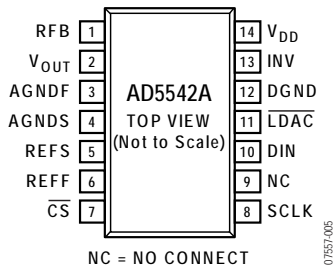 RFB 1
VOUT 2
AGNDF 3
AGNDS 4
REFS 5
REFF 6
CS 7
AD5542A
TOP VIEW
(Not to Scale)
14 VDD
13 INV
12 DGND
11 LDAC
10 DIN
9 NC
8 SCLK
NC = NO CONNECT
07557-005